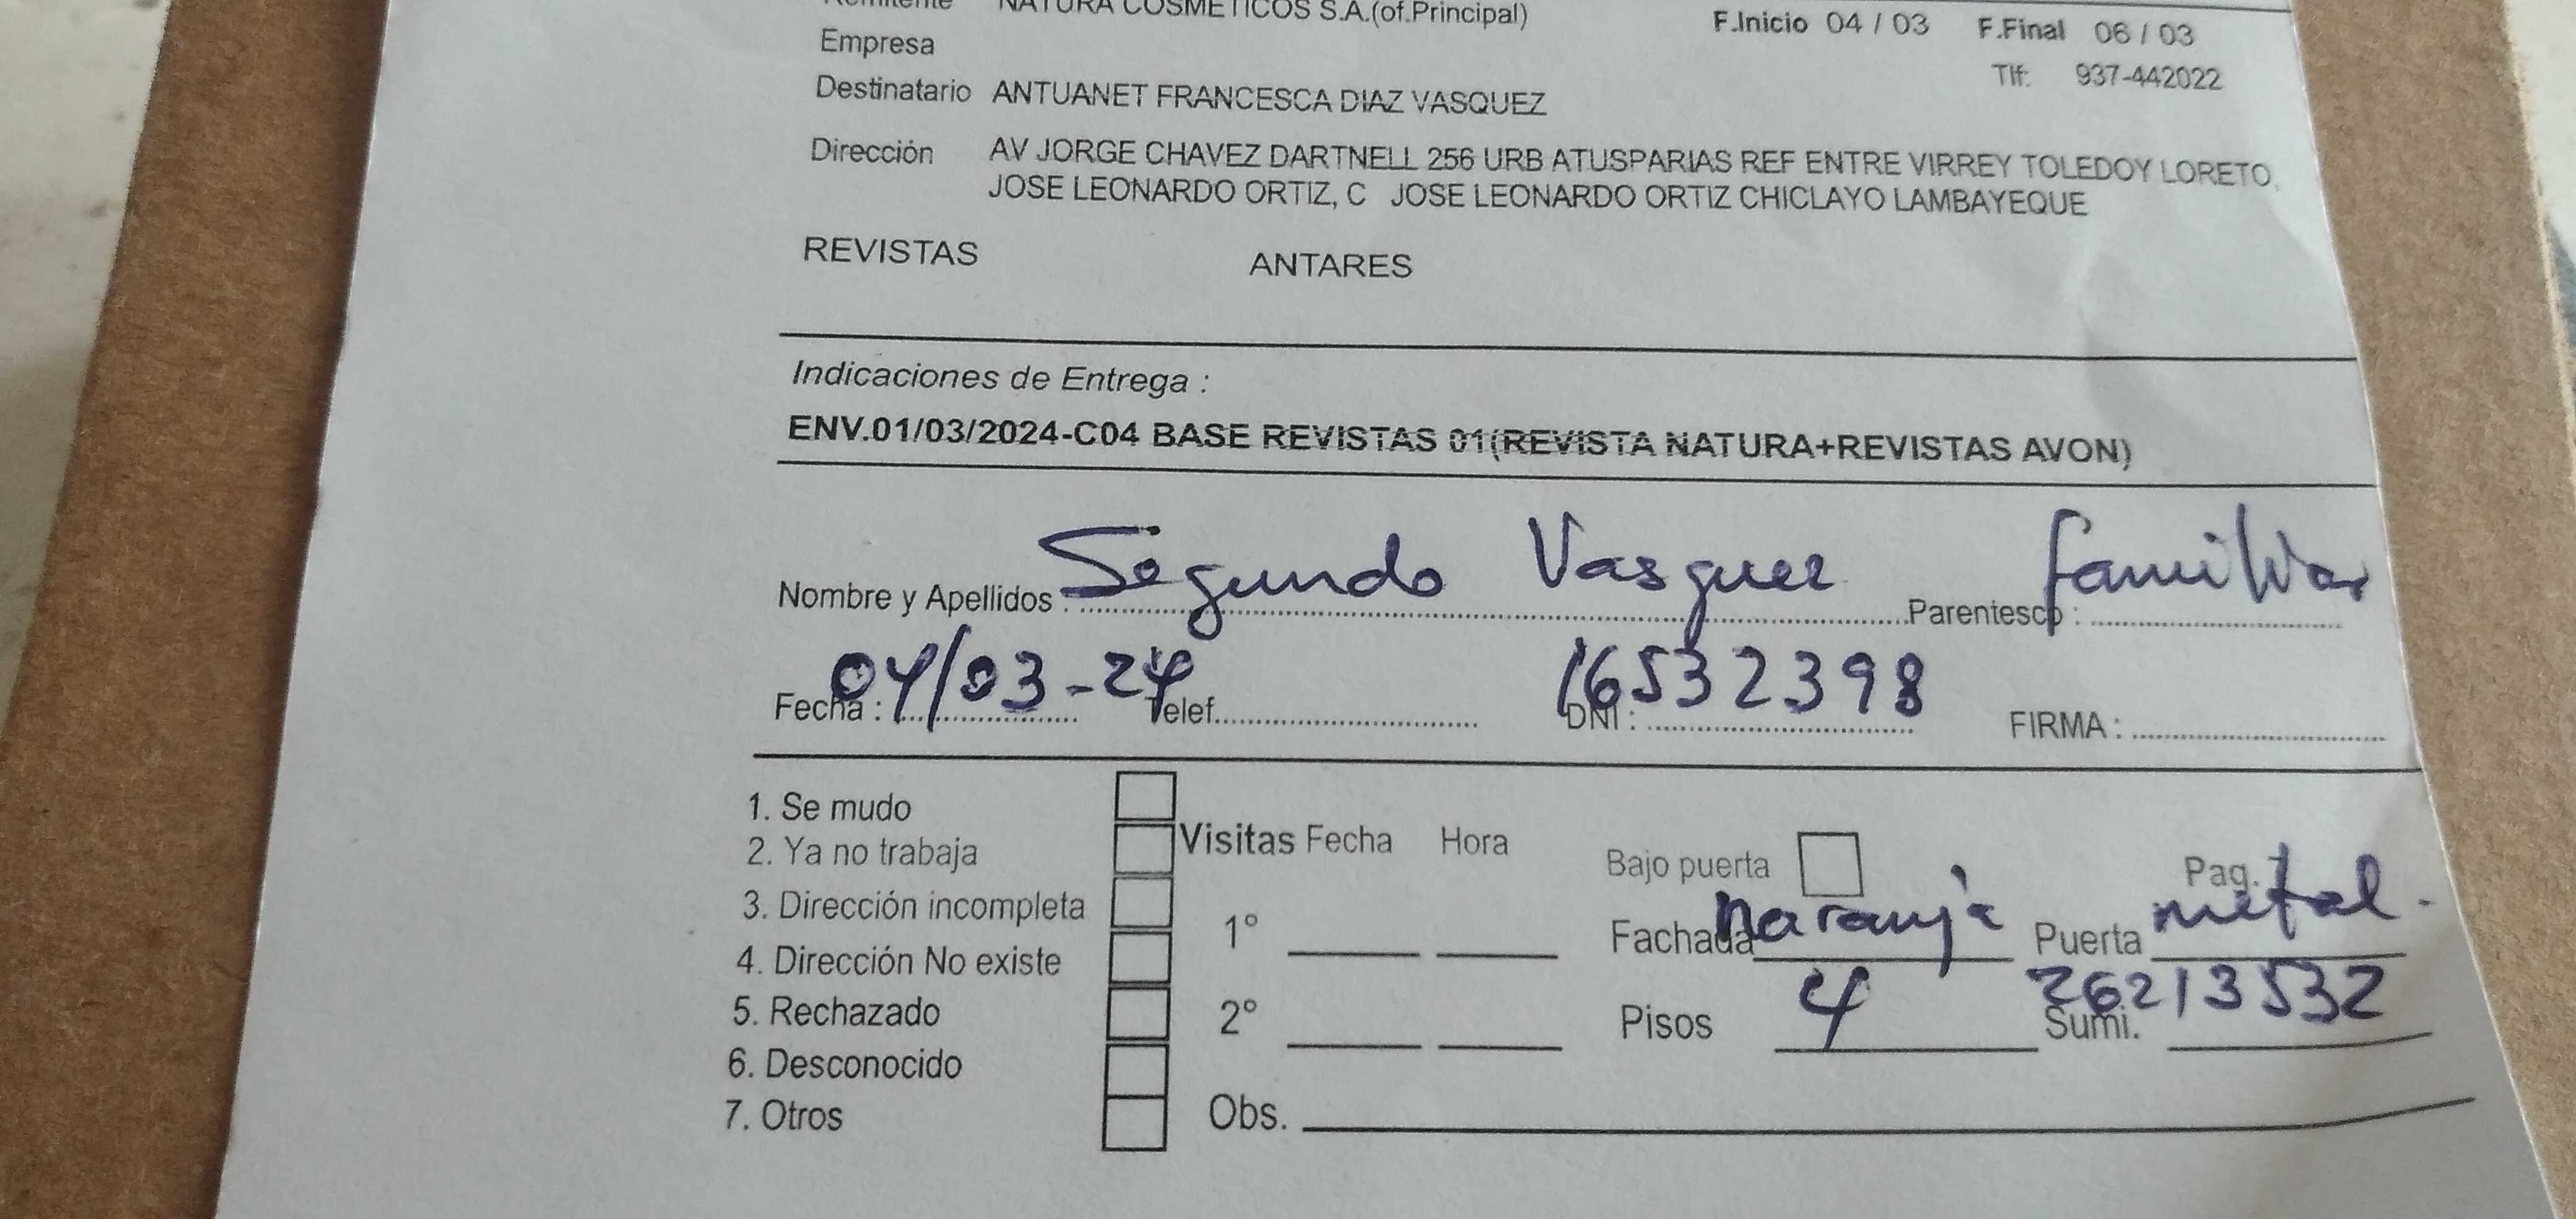 Remitente NATURA COSMETICOS S.A.(of.Principal) F.Inicio 04 / 03 F.Final 06 / 03
Empresa Tlf: 937-442022
Destinatario ANTUANET FRANCESCA DIAZ VASQUEZ
Dirección AV JORGE CHAVEZ DARTNELL 256 URB ATUSPARIAS REF ENTRE VIRREY TOLEDOY LORETO,
JOSE LEONARDO ORTIZ, C JOSE LEONARDO ORTIZ CHICLAYO LAMBAYEQUE
REVISTAS ANTARES
Indicaciones de Entrega :
ENV.01/03/2024-C04 BASE REVISTAS 01(REVISTA NATURA+REVISTAS AVON)
Nombre y Apellidos : Segundo Vasquez Parentesco : familiar
Fecha : 04/03-24 Telef. DNI : 16532398 FIRMA :
1. Se mudo
2. Ya no trabaja Visitas Fecha Hora Bajo puerta Pag.
3. Dirección incompleta 1° Fachada naranja Puerta metal.
4. Dirección No existe
5. Rechazado 2° Pisos 4 Sumi. 26213532
6. Desconocido
7. Otros Obs.